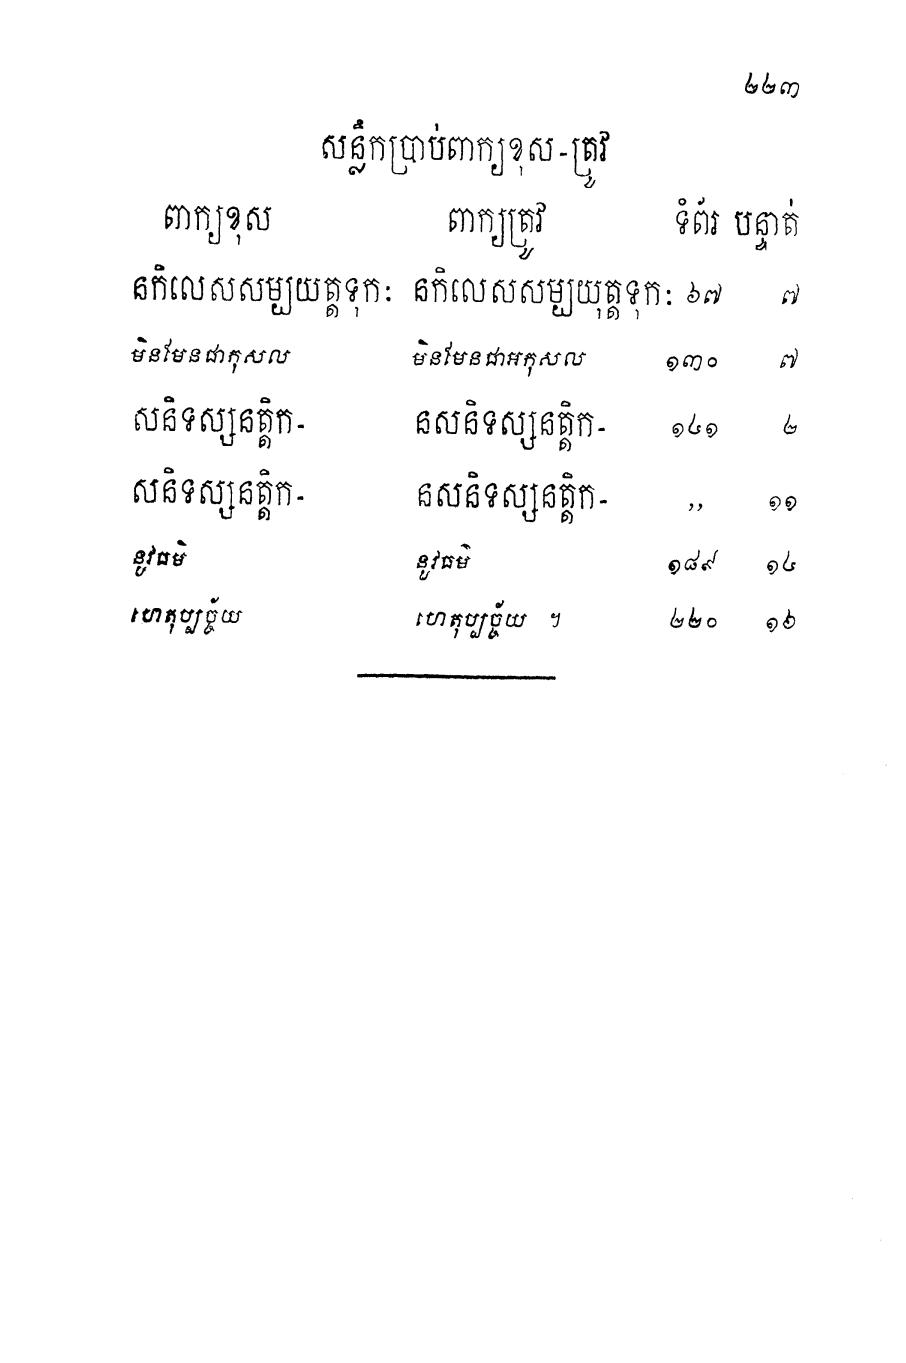 ២២៣
សន្លឹកប្រាប់ពាក្យខុស-ត្រូវ
ពាក្យខុស ពាក្យត្រូវ ទំព័រ បន្ទាត់
នកិលេសសម្បយត្តទុកៈ នកិលេសសម្បយុត្តទុកៈ ៦៧ ៧
មិនមែនជាកុសល មិនមែនជាអកុសល ១៣០ ៧
សនិទស្សនត្តិក- នសនិទស្សនត្តិក- ១៤១ ២
សនិទស្សនត្តិក- នសនិទស្សនត្តិក- ,, ១១
នូវធមិ នូវធម៌ ១៨៩ ១៤
ហេតុប្បច្ច័យ ហេតុប្បច្ច័យ ។ ២២០ ១៦